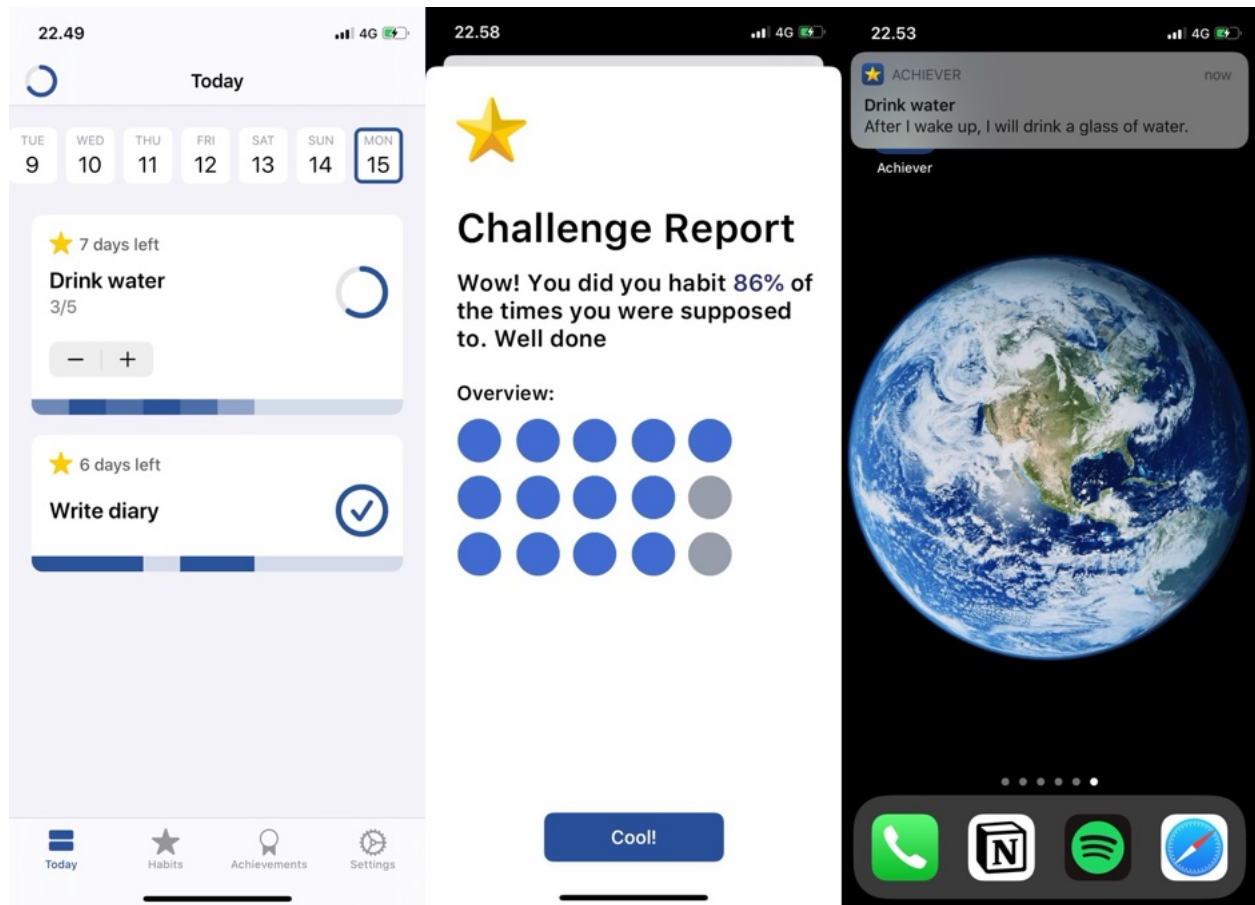 22.49
4G
Today
TUE WED THU FRI SAT SUN MON
9 10 11 12 13 14 15
7 days left
Drink water
3/5
− +
6 days left
Write diary
Today Habits Achievements Settings
22.58
4G
Challenge Report
Wow! You did you habit 86% of
the times you were supposed
to. Well done
Overview:
Cool!
22.53
4G
ACHIEVER now
Drink water
After I wake up, I will drink a glass of water.
Achiever
N